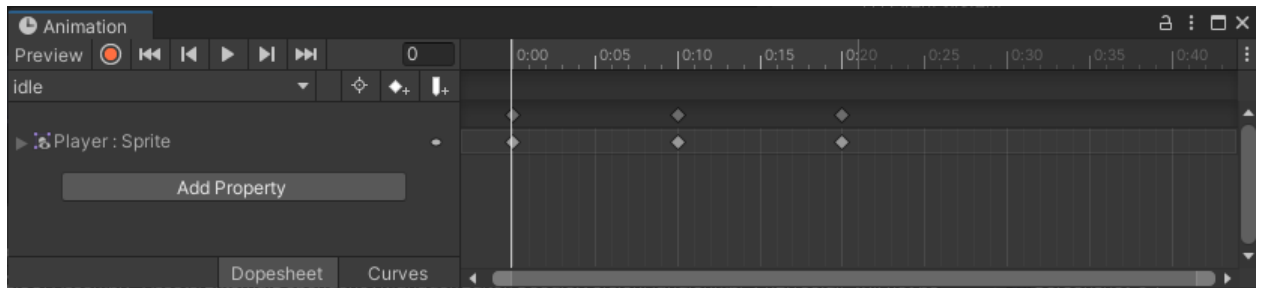 Animation
Preview 0 0:00 0:05 0:10 0:15 0:20 0:25 0:30 0:35 0:40
idle
Player : Sprite
Add Property
Dopesheet Curves